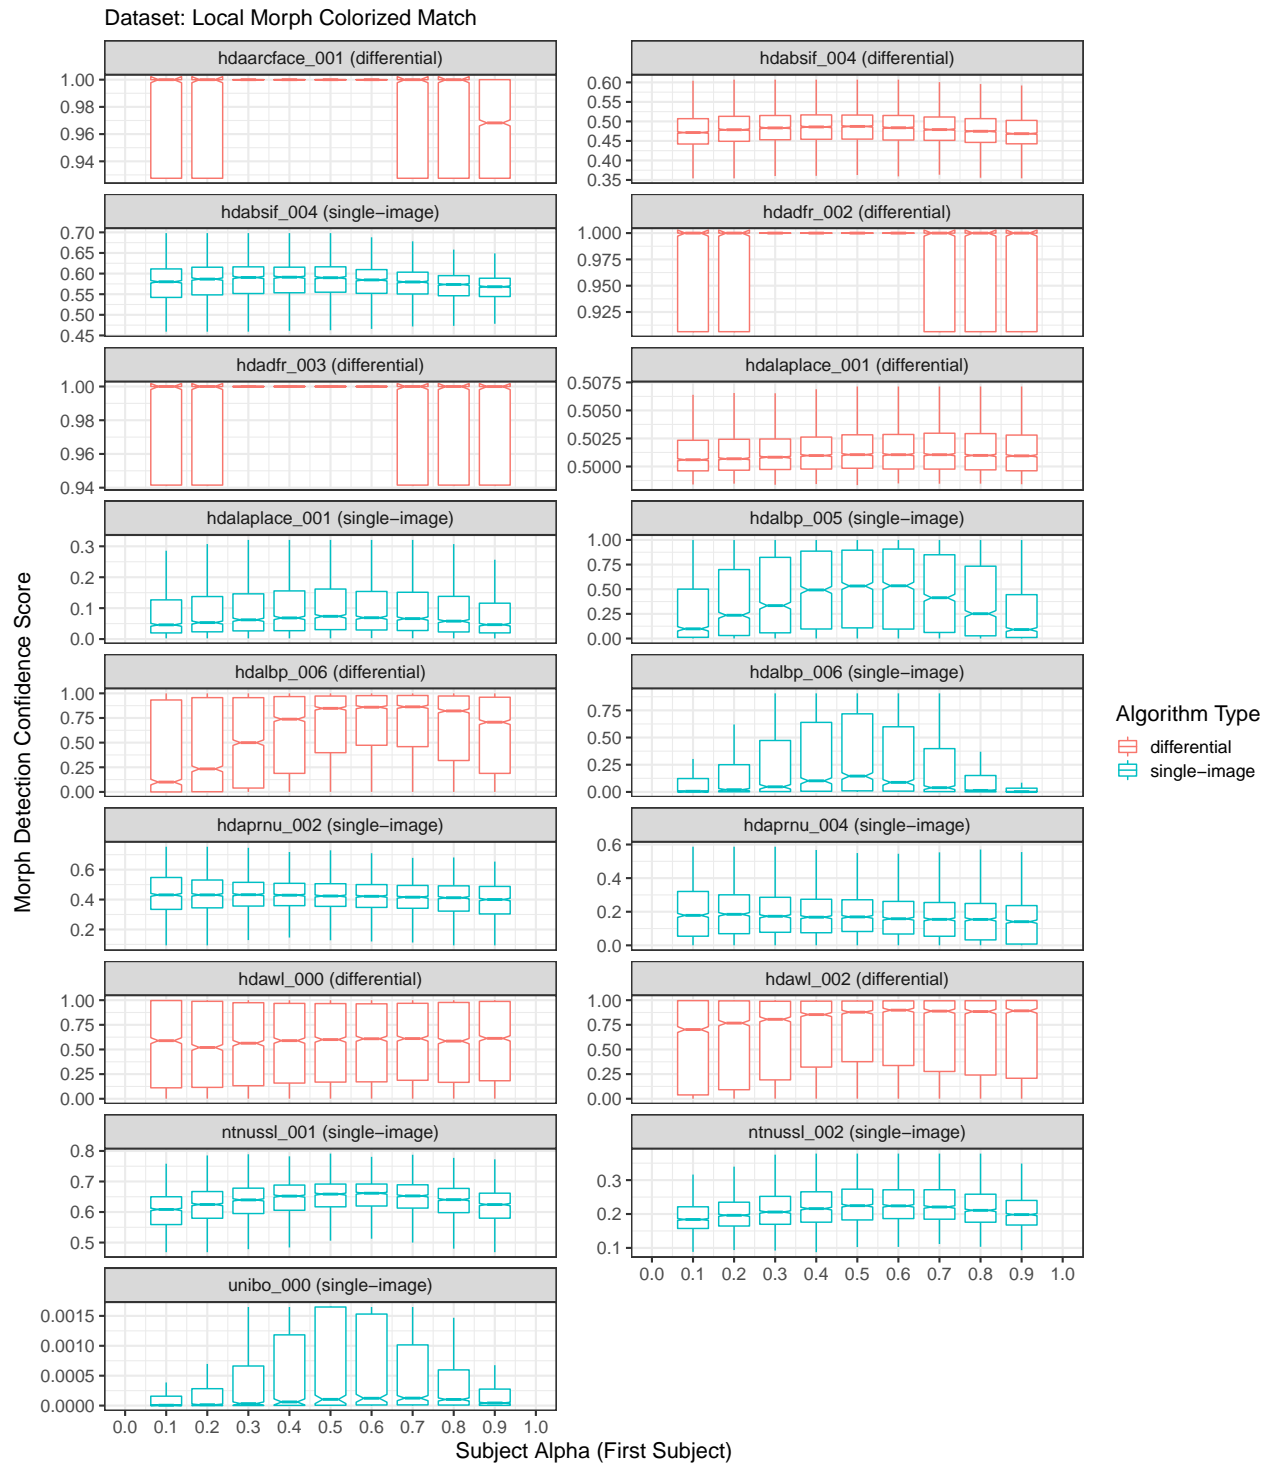 Dataset: Local Morph Colorized Match
hdaarcface_001 (differential)
1.00
0.98
0.96
0.94
hdabsif_004 (differential)
0.60
0.55
0.50
0.45
0.40
0.35
hdabsif_004 (single−image)
0.70
0.65
0.60
0.55
0.50
0.45
hdadfr_002 (differential)
1.000
0.975
0.950
0.925
hdadfr_003 (differential)
1.00
0.98
0.96
0.94
hdalaplace_001 (differential)
0.5075
0.5050
0.5025
0.5000
hdalaplace_001 (single−image)
0.3
0.2
0.1
0.0
hdalbp_005 (single−image)
1.00
0.75
0.50
0.25
0.00
hdalbp_006 (differential)
1.00
0.75
0.50
0.25
0.00
hdalbp_006 (single−image)
0.75
0.50
0.25
0.00
hdaprnu_002 (single−image)
0.6
0.4
0.2
hdaprnu_004 (single−image)
0.6
0.4
0.2
0.0
hdawl_000 (differential)
1.00
0.75
0.50
0.25
0.00
hdawl_002 (differential)
1.00
0.75
0.50
0.25
0.00
ntnussl_001 (single−image)
0.8
0.7
0.6
0.5
ntnussl_002 (single−image)
0.3
0.2
0.1
0.0 0.1 0.2 0.3 0.4 0.5 0.6 0.7 0.8 0.9 1.0
unibo_000 (single−image)
0.0015
0.0010
0.0005
0.0000
0.0 0.1 0.2 0.3 0.4 0.5 0.6 0.7 0.8 0.9 1.0
Subject Alpha (First Subject)
Morph Detection Confidence Score
Algorithm Type
differential
single−image